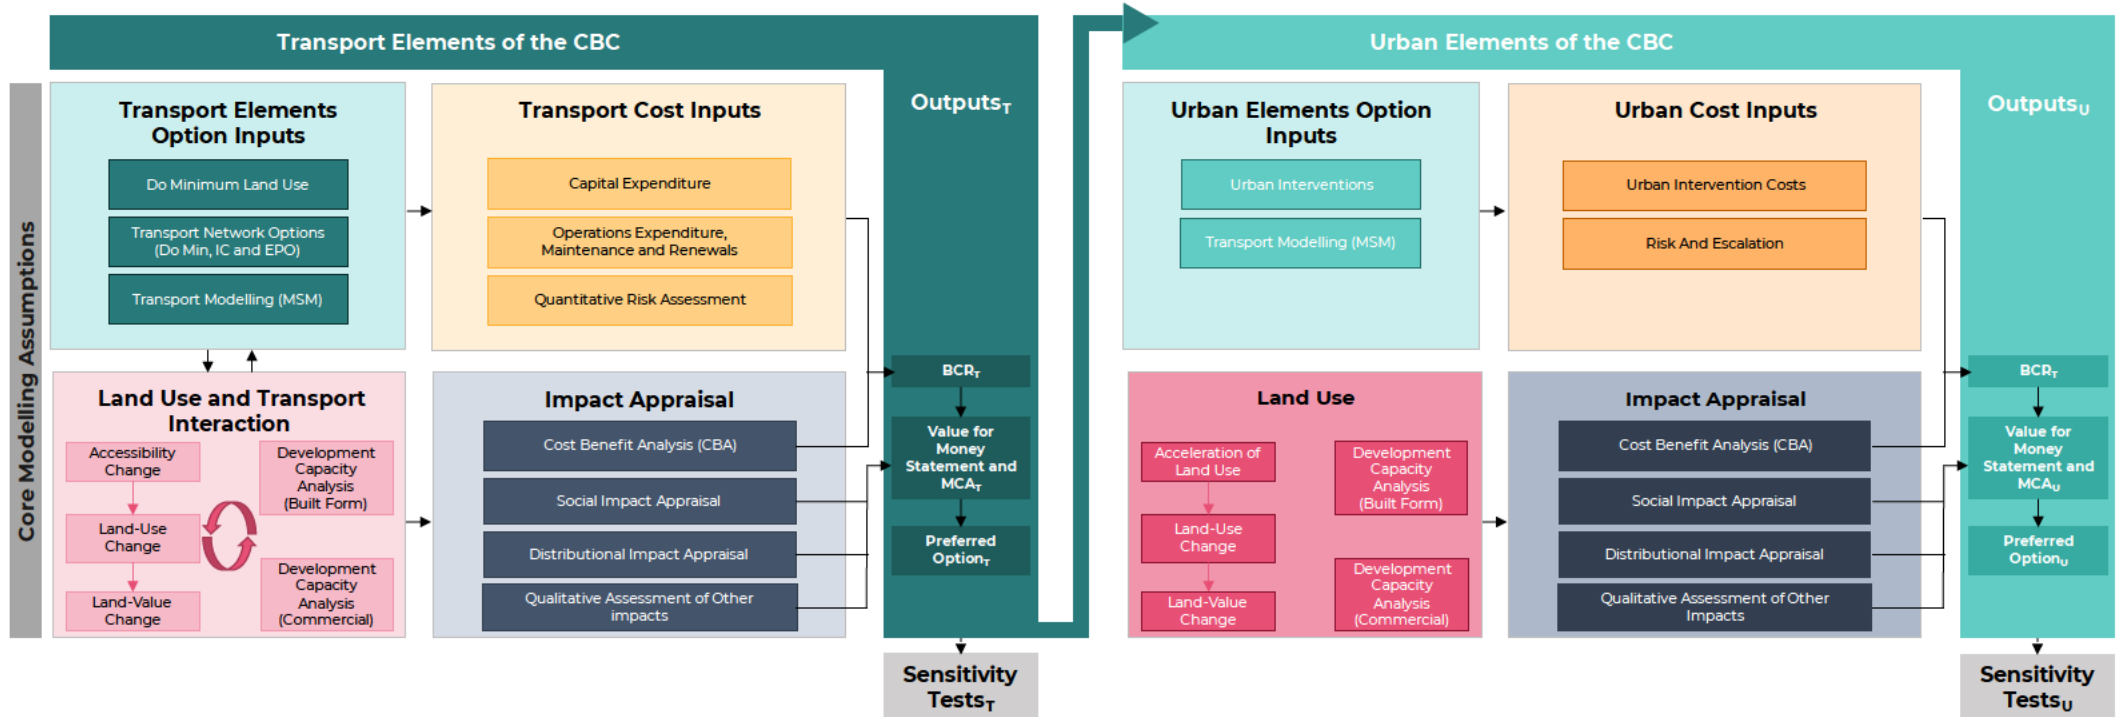 Transport Elements of the CBC
Core Modelling Assumptions
Transport Elements
Option Inputs
Do Minimum Land Use
Transport Network Options
(Do Min, IC and EPO)
Transport Modelling (MSM)
Transport Cost Inputs
Capital Expenditure
Operations Expenditure,
Maintenance and Renewals
Quantitative Risk Assessment
Land Use and Transport
Interaction
Accessibility
Change
Land-Use
Change
Land-Value
Change
Development
Capacity
Analysis
(Built Form)
Development
Capacity
Analysis
(Commercial)
Impact Appraisal
Cost Benefit Analysis (CBA)
Social Impact Appraisal
Distributional Impact Appraisal
Qualitative Assessment of Other
impacts
OutputsT
BCRT
Value for
Money
Statement and
MCAT
Preferred
OptionT
Sensitivity
TestsT
Urban Elements of the CBC
Urban Elements Option
Inputs
Urban Interventions
Transport Modelling (MSM)
Urban Cost Inputs
Urban Intervention Costs
Risk And Escalation
Land Use
Acceleration of
Land Use
Land-Use
Change
Land-Value
Change
Development
Capacity
Analysis
(Built Form)
Development
Capacity
Analysis
(Commercial)
Impact Appraisal
Cost Benefit Analysis (CBA)
Social Impact Appraisal
Distributional Impact Appraisal
Qualitative Assessment of Other
Impacts
OutputsU
BCRT
Value for
Money
Statement and
MCAU
Preferred
OptionU
Sensitivity
TestsU